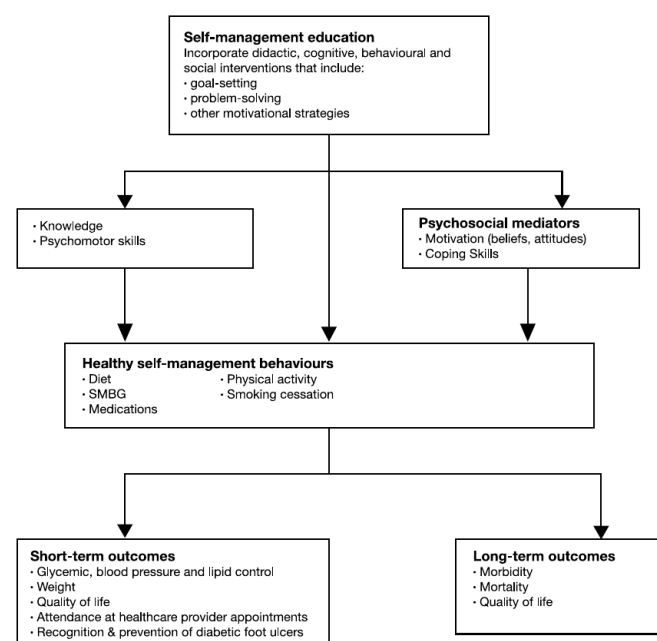 Self-management education
Incorporate didactic, cognitive, behavioural and
social interventions that include:
· goal-setting
· problem-solving
· other motivational strategies
· Knowledge
· Psychomotor skills
Psychosocial mediators
· Motivation (beliefs, attitudes)
· Coping Skills
Healthy self-management behaviours
· Diet
· SMBG
· Medications
· Physical activity
· Smoking cessation
Short-term outcomes
· Glycemic, blood pressure and lipid control
· Weight
· Quality of life
· Attendance at healthcare provider appointments
· Recognition & prevention of diabetic foot ulcers
Long-term outcomes
· Morbidity
· Mortality
· Quality of life